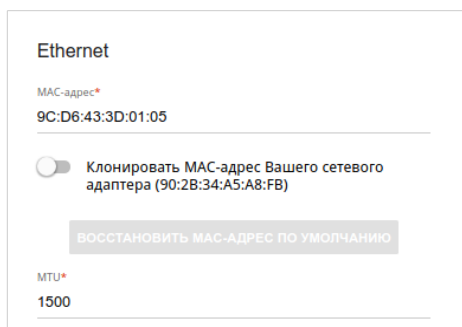 Ethernet
MAC-адрес*
9C:D6:43:3D:01:05
Клонировать MAC-адрес Вашего сетевого
адаптера (90:2B:34:A5:A8:FB)
ВОССТАНОВИТЬ MAC-АДРЕС ПО УМОЛЧАНИЮ
MTU*
1500